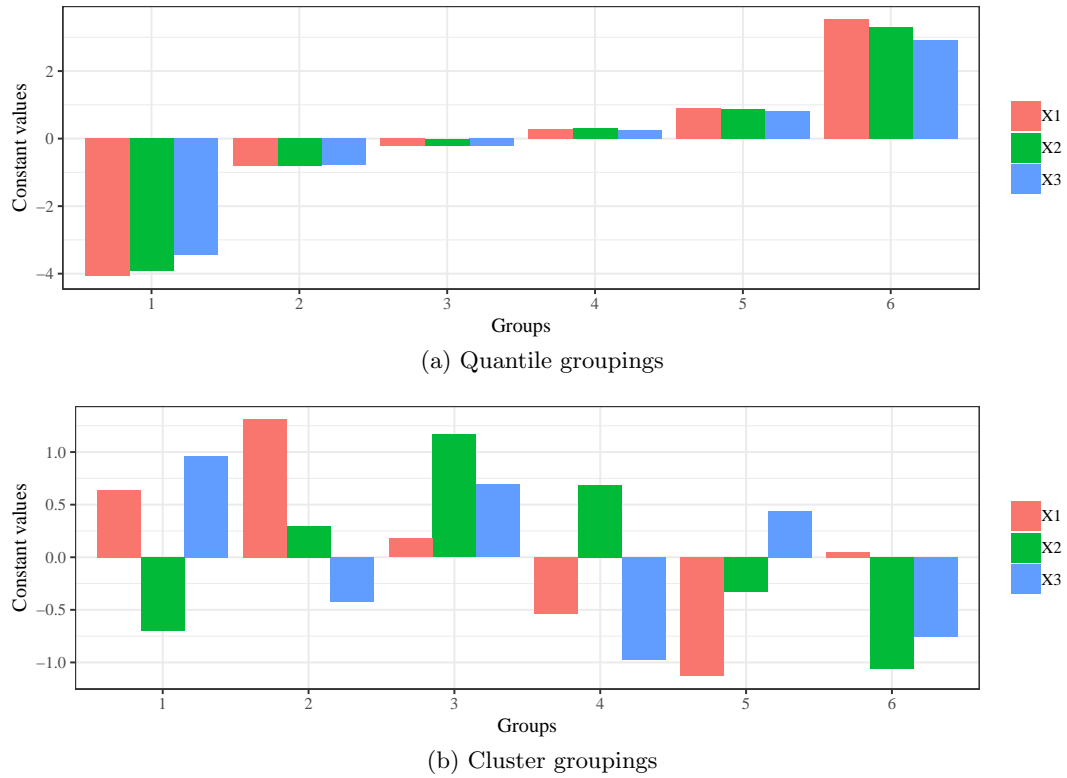 Constant values
2
0
−2
−4
1
2
3
4
5
6
Groups
X1
X2
X3
(a) Quantile groupings
Constant values
1.0
0.5
0.0
−0.5
−1.0
1
2
3
4
5
6
Groups
X1
X2
X3
(b) Cluster groupings